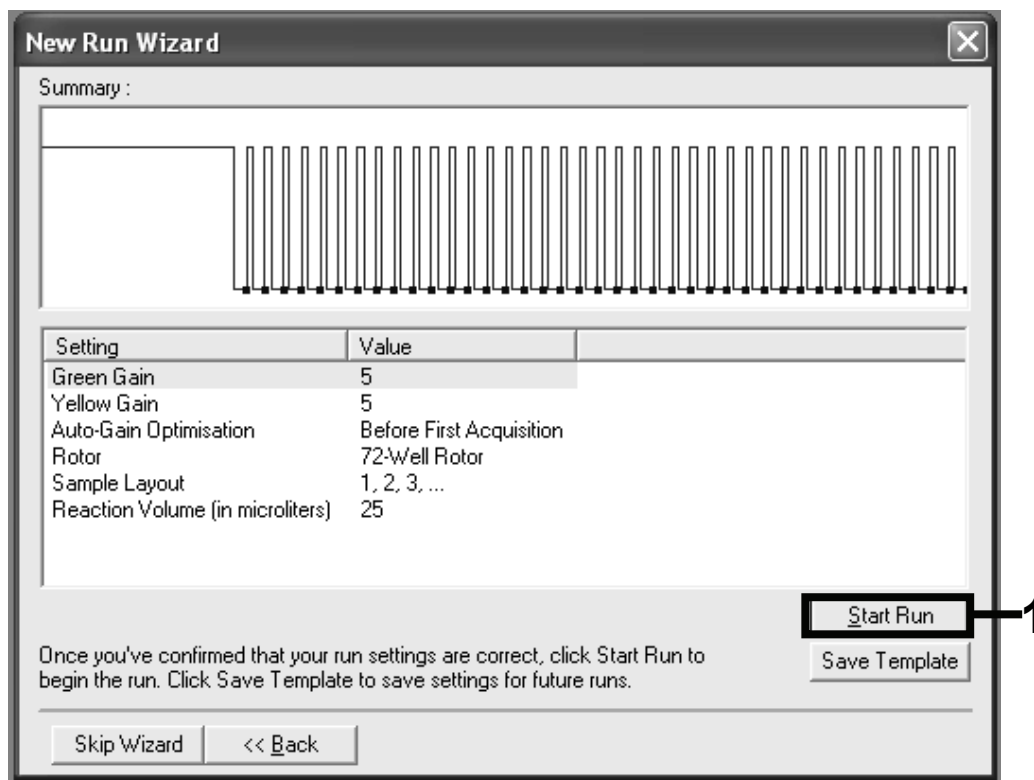 New Run Wizard
Summary :
Setting Value
Green Gain 5
Yellow Gain 5
Auto-Gain Optimisation Before First Acquisition
Rotor 72-Well Rotor
Sample Layout 1, 2, 3, ...
Reaction Volume (in microliters) 25
Start Run 1
Once you've confirmed that your run settings are correct, click Start Run to
begin the run. Click Save Template to save settings for future runs.
Save Template
Skip Wizard << Back